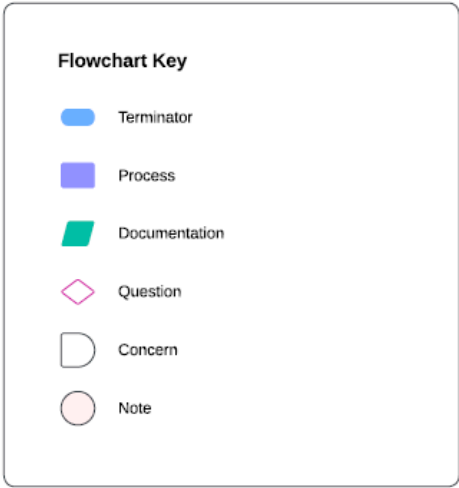 Flowchart Key
Terminator
Process
Documentation
Question
Concern
Note